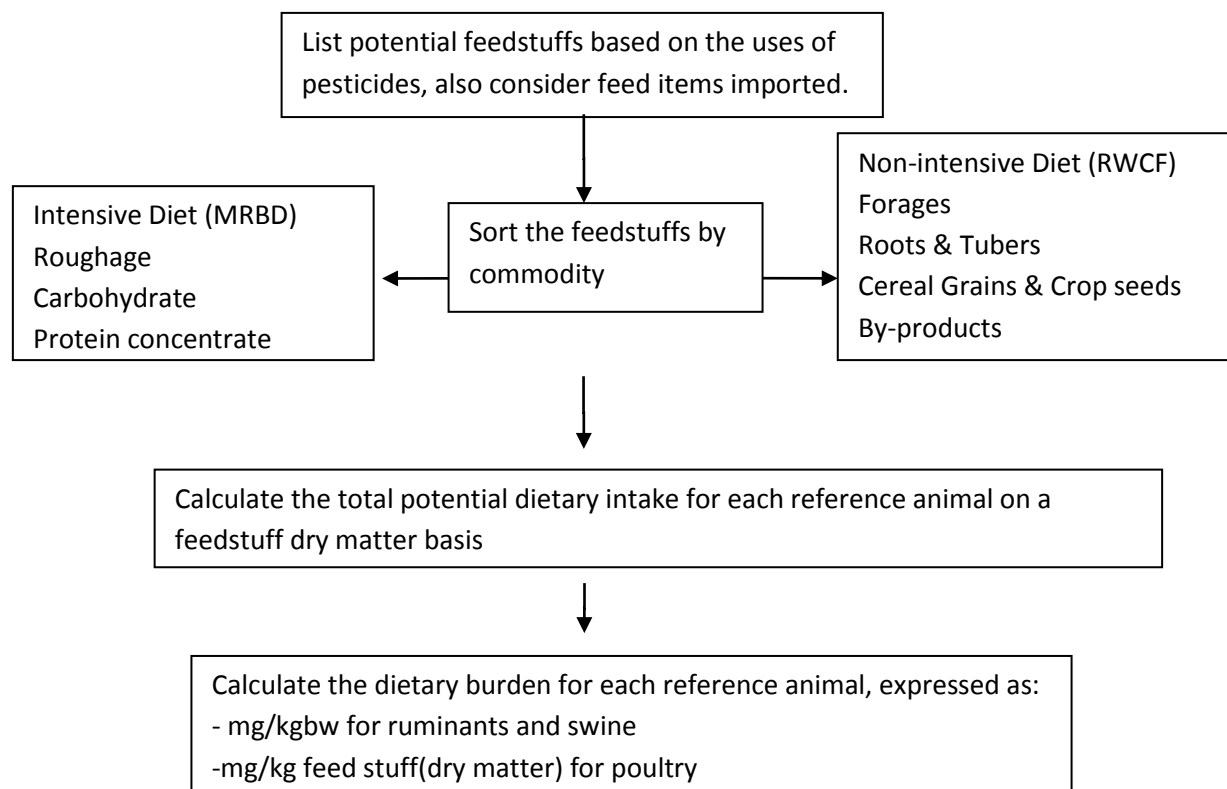 List potential feedstuffs based on the uses of
pesticides, also consider feed items imported.
Intensive Diet (MRBD)
Roughage
Carbohydrate
Protein concentrate
Sort the feedstuffs by
commodity
Non-intensive Diet (RWCF)
Forages
Roots & Tubers
Cereal Grains & Crop seeds
By-products
Calculate the total potential dietary intake for each reference animal on a
feedstuff dry matter basis
Calculate the dietary burden for each reference animal, expressed as:
- mg/kgbw for ruminants and swine
-mg/kg feed stuff(dry matter) for poultry